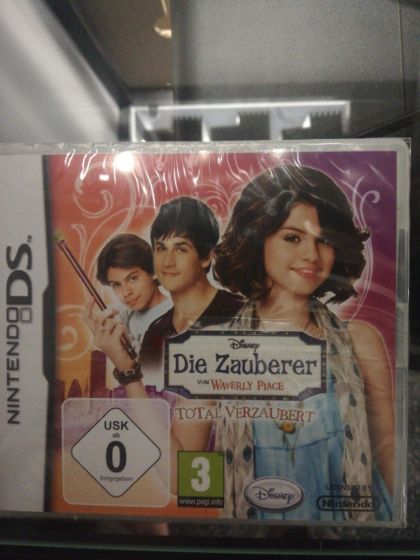 NINTENDO DS™
Disney
Die Zauberer
VOM WAVERLY PLACE
TOTAL VERZAUBERT
USK
ab
0
freigegeben
3
www.pegi.info
Disney
LICENSED BY
Nintendo